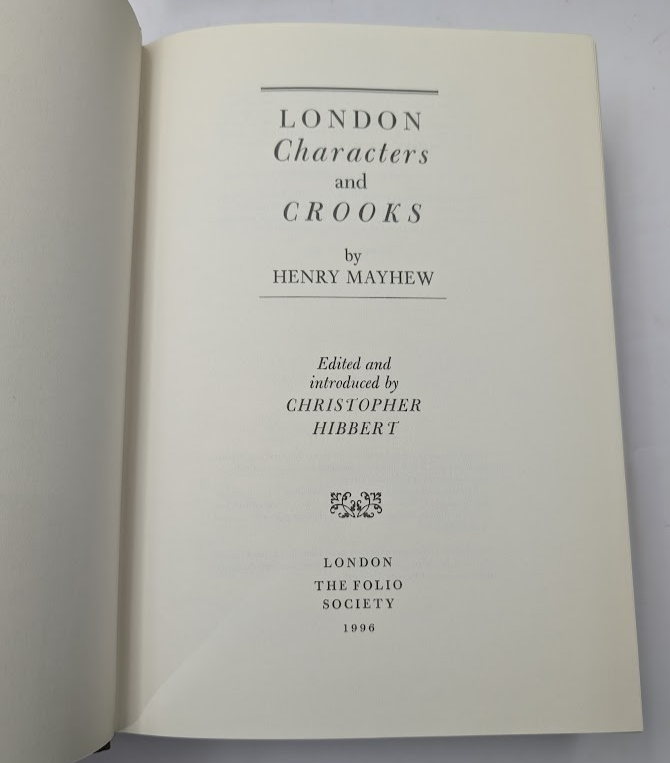 LONDON
Characters
and
CROOKS
by
HENRY MAYHEW
Edited and
introduced by
CHRISTOPHER
HIBBERT
LONDON
THE FOLIO
SOCIETY
1996